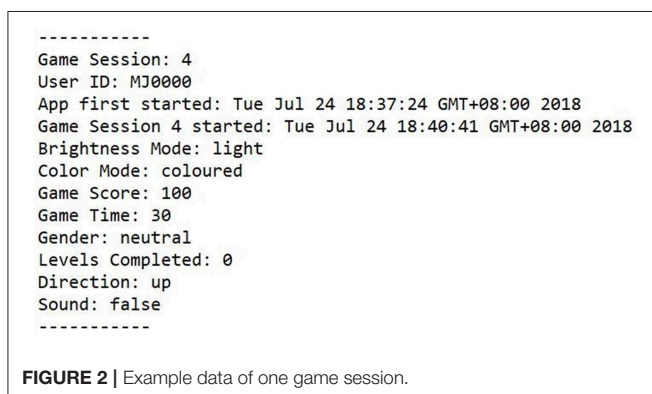 -----------
Game Session: 4
User ID: MJ0000
App first started: Tue Jul 24 18:37:24 GMT+08:00 2018
Game Session 4 started: Tue Jul 24 18:40:41 GMT+08:00 2018
Brightness Mode: light
Color Mode: coloured
Game Score: 100
Game Time: 30
Gender: neutral
Levels Completed: 0
Direction: up
Sound: false
-----------
FIGURE 2 | Example data of one game session.